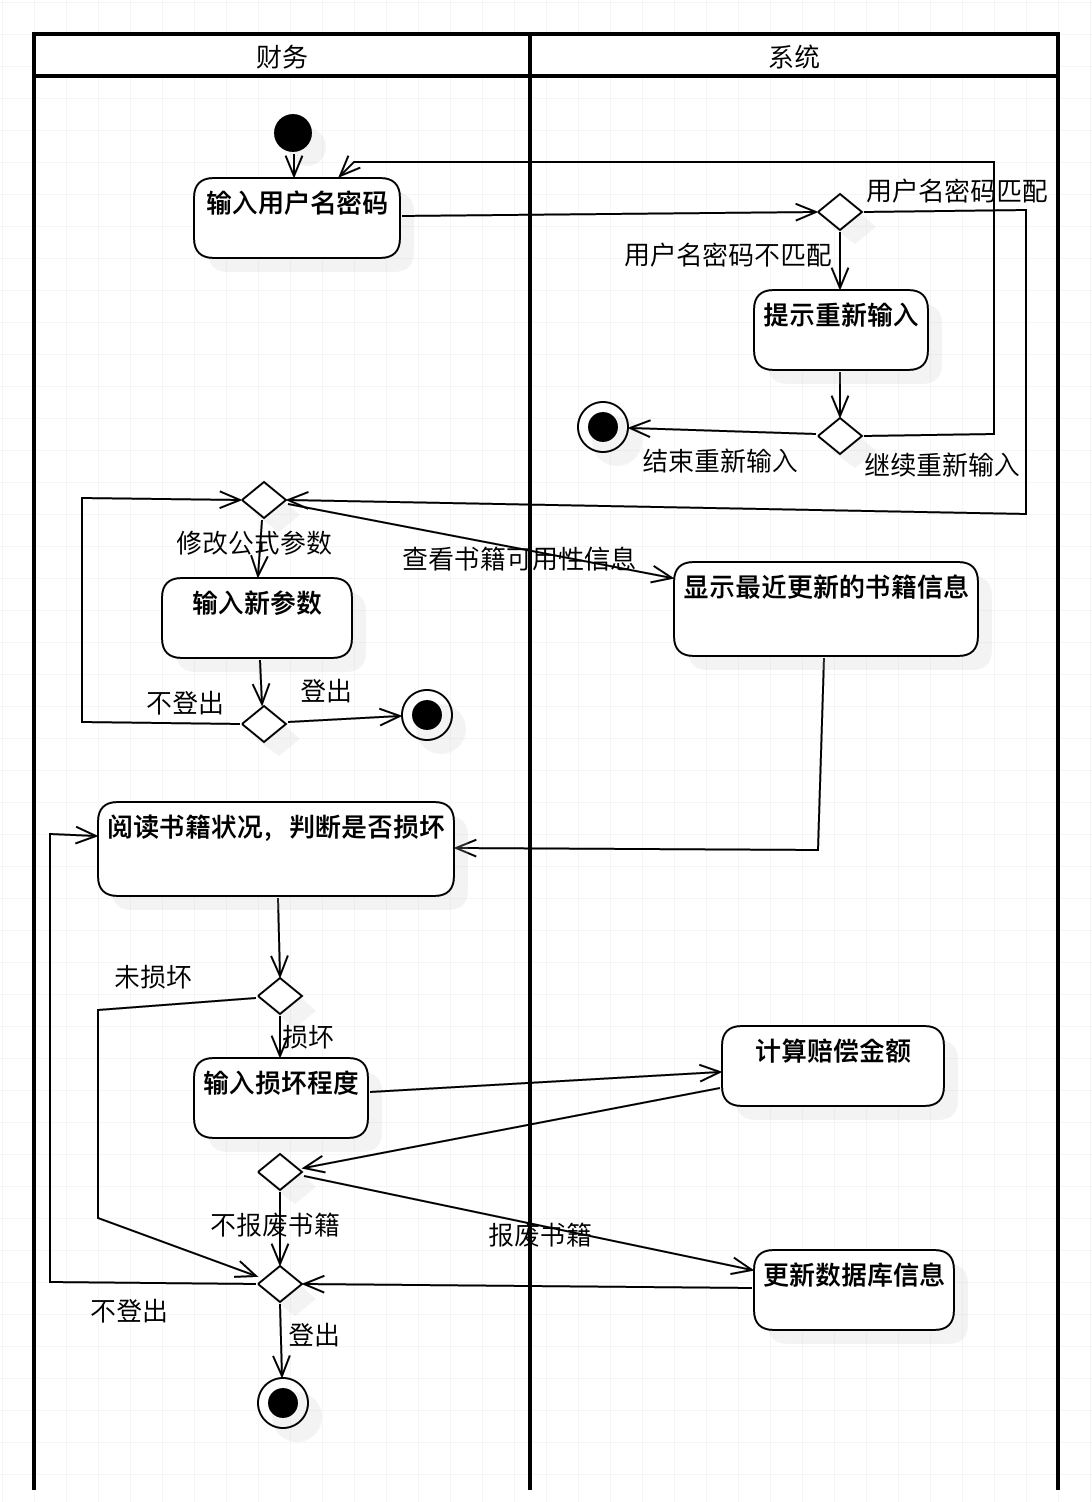 财务
系统
输入用户名密码
用户名密码匹配
用户名密码不匹配
提示重新输入
结束重新输入
继续重新输入
修改公式参数
查看书籍可用性信息
输入新参数
显示最近更新的书籍信息
不登出
登出
阅读书籍状况，判断是否损坏
未损坏
损坏
输入损坏程度
计算赔偿金额
不报废书籍
报废书籍
更新数据库信息
不登出
登出